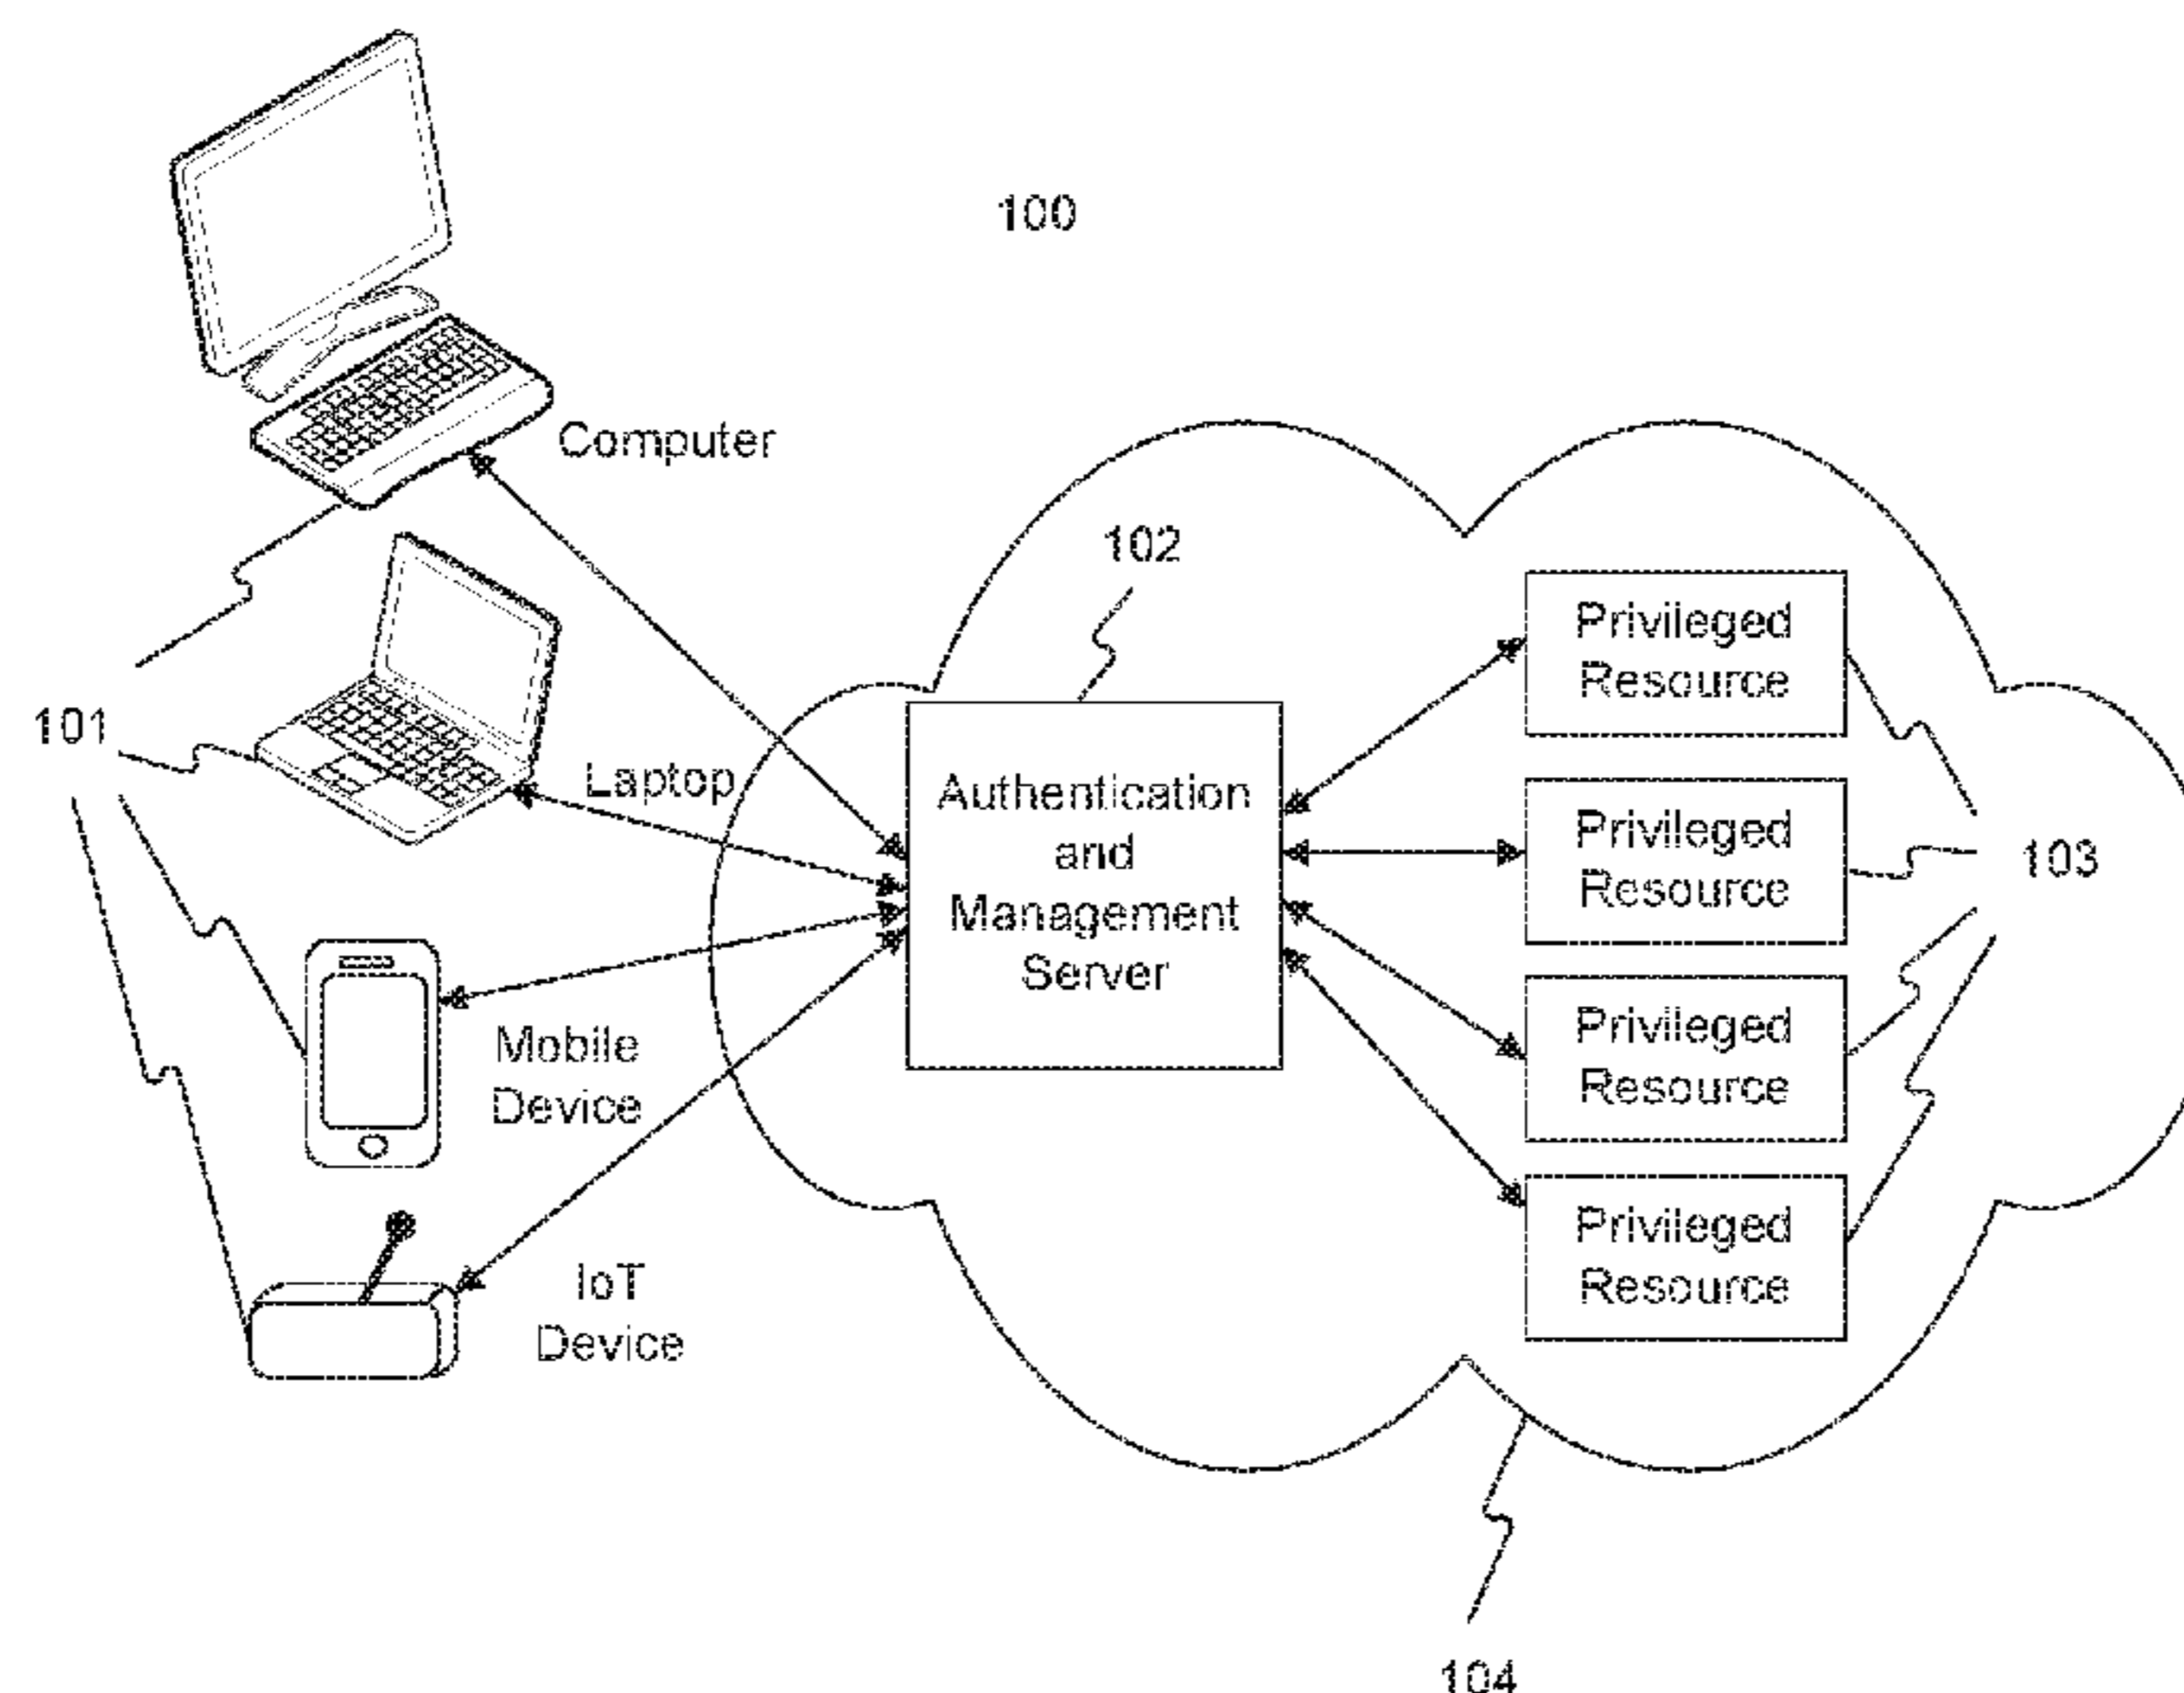 100
Computer
102
101
Laptop
Authentication
and
Management
Server
Privileged
Resource
Privileged
Resource
Privileged
Resource
Privileged
Resource
103
Mobile
Device
IoT
Device
104